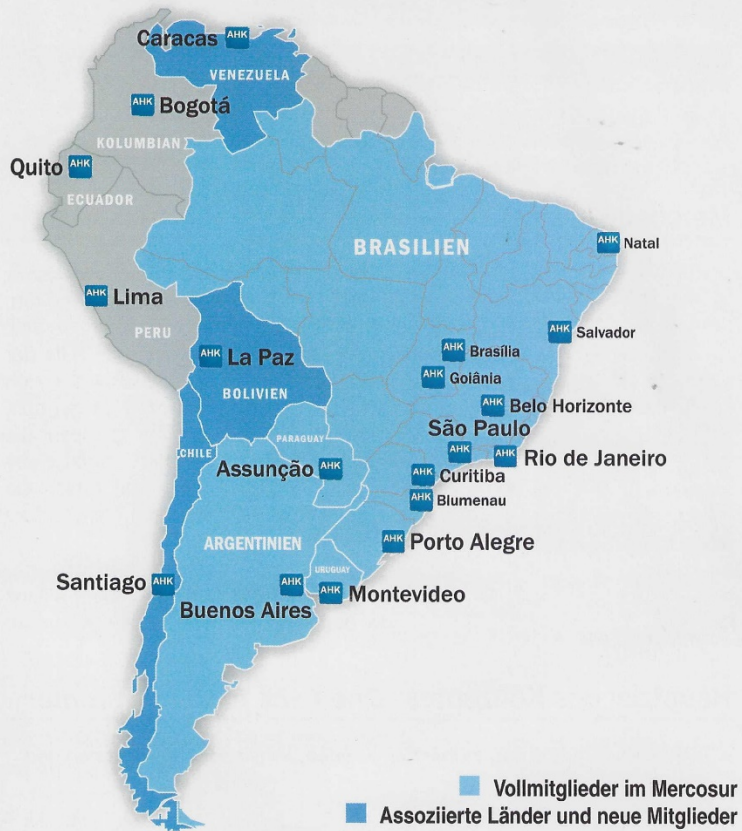 Caracas AHK
VENEZUELA
AHK Bogotá
KOLUMBIAN
Quito AHK
ECUADOR
BRASILIEN
AHK Natal
AHK Lima
PERU
AHK Salvador
AHK La Paz
AHK Brasília
AHK Goiânia
BOLIVIEN
AHK Belo Horizonte
São Paulo
AHK
PARAGUAY
CHILE
AHK Rio de Janeiro
Assunção AHK
AHK Curitiba
AHK Blumenau
ARGENTINIEN
AHK Porto Alegre
URUGUAY
Santiago AHK
Buenos Aires AHK
AHK Montevideo
Vollmitglieder im Mercosur
Assoziierte Länder und neue Mitglieder